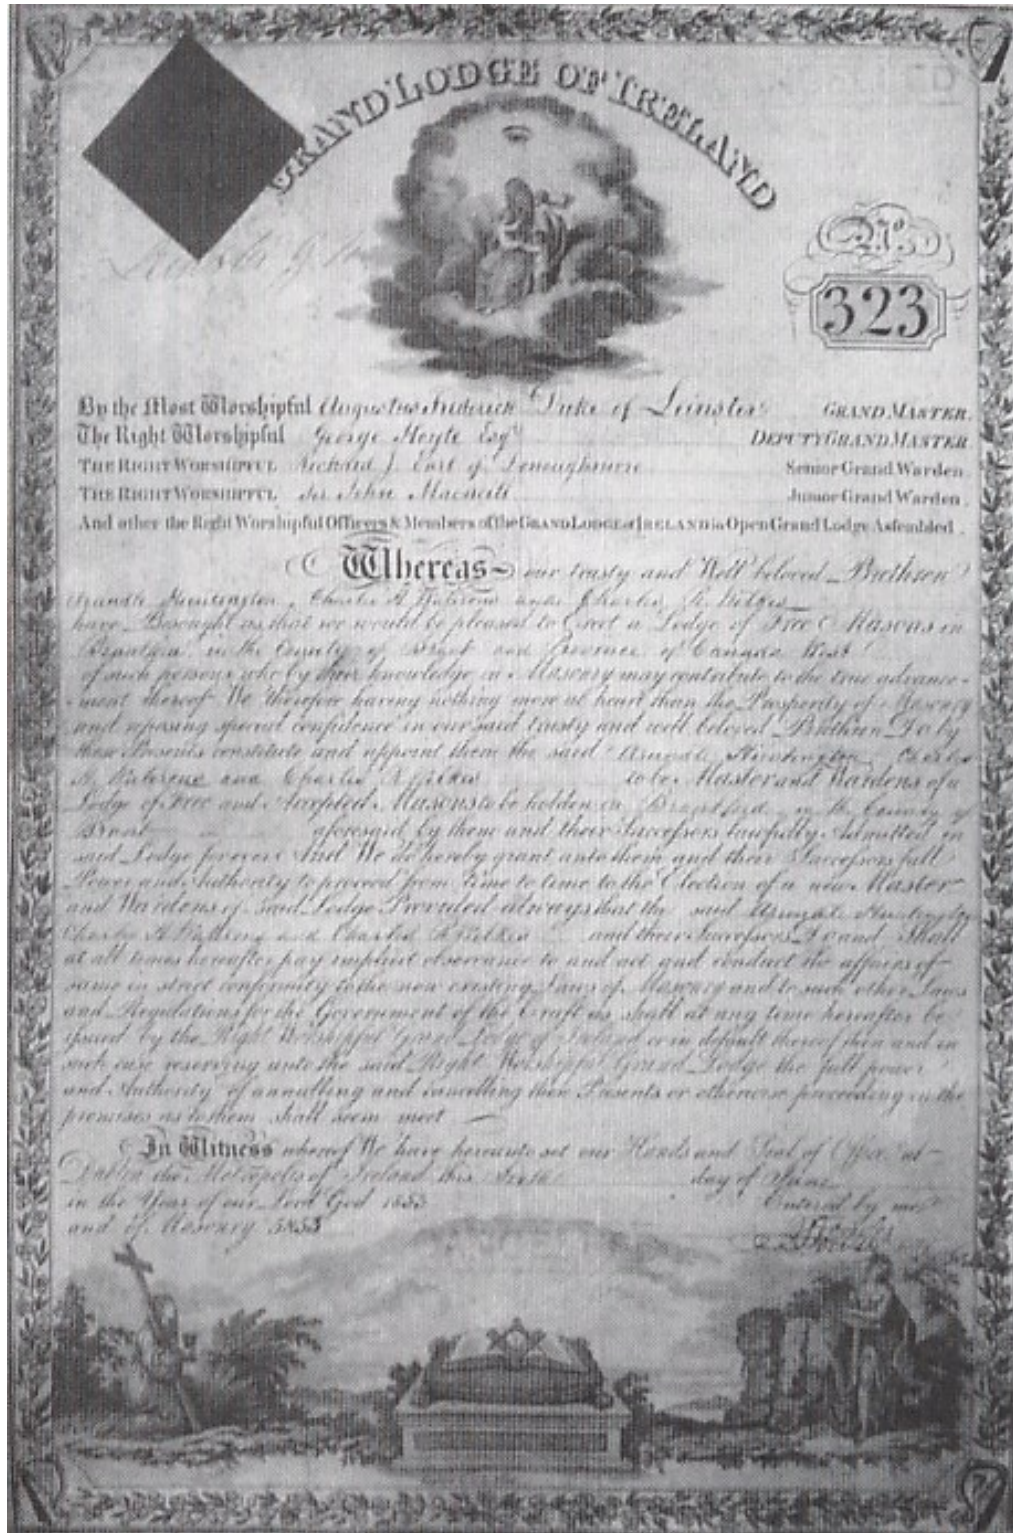 GRAND LODGE OF IRELAND
No.
323
By the Most Worshipful Augustus Frederick Duke of Leinster GRAND MASTER.
The Right Worshipful George Hoyte Esqr DEPUTY GRAND MASTER
THE RIGHT WORSHIPFUL Richard J. Earl of Donoughmore Senior Grand Warden.
THE RIGHT WORSHIPFUL Sir John Macneill Junior Grand Warden.
And other the Right Worshipful Officers & Members of the GRAND LODGE of IRELAND in Open Grand Lodge Assembled.
Whereas our trusty and Well beloved Brethren
Huntington, Charles H. and Charles R. Wilkes
have Besought us that we would be pleased to Erect a Lodge of Free Masons in
Brantford in the County of Brant and Province of Canada West
of such persons who by their knowledge in Masonry may contribute to the true advance-
-ment thereof We therefore having nothing more at heart than the Prosperity of Masonry
and reposing special confidence in our said trusty and well beloved Brethren Do by
these Presents constitute and appoint them the said Huntington, Charles
H. and Charles R. Wilkes to be Master and Wardens of a
Lodge of Free and Accepted Masons to be holden in Brantford in the County of
Brant aforesaid by them and their Successors lawfully Admitted in
said Lodge forever And We do hereby grant unto them and their Successors full
Power and Authority to proceed from time to time to the Election of a new Master
and Wardens of said Lodge Provided always that the said Huntington
Charles H. and Charles R. Wilkes and their Successors Do and Shall
at all times hereafter pay implicit observance to and act and conduct the affairs of
same in strict conformity to the now existing Laws of Masonry and to such other Laws
and Regulations for the Government of the Craft as shall at any time hereafter be
issued by the Right Worshipful Grand Lodge of Ireland or in default thereof then and in
such case reserving unto the said Right Worshipful Grand Lodge the full power
and Authority of annulling and cancelling these Presents or otherwise proceeding in the
premises as to them shall seem meet
In Witness whereof We have hereunto set our Hands and Seal of Office at
Dublin the Metropolis of Ireland this day of June
in the Year of our Lord God 1853 Entered by me
and of Masonry 5853